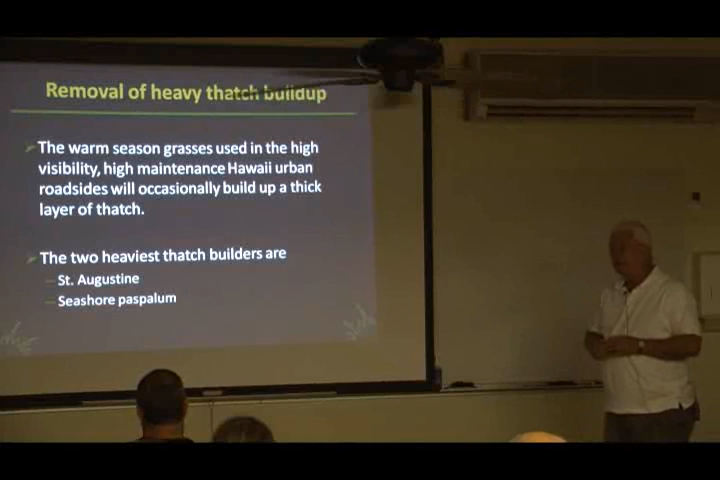 Removal of heavy thatch buildup
The warm season grasses used in the high
visibility, high maintenance Hawaii urban
roadsides will occasionally build up a thick
layer of thatch.
The two heaviest thatch builders are
– St. Augustine
– Seashore paspalum